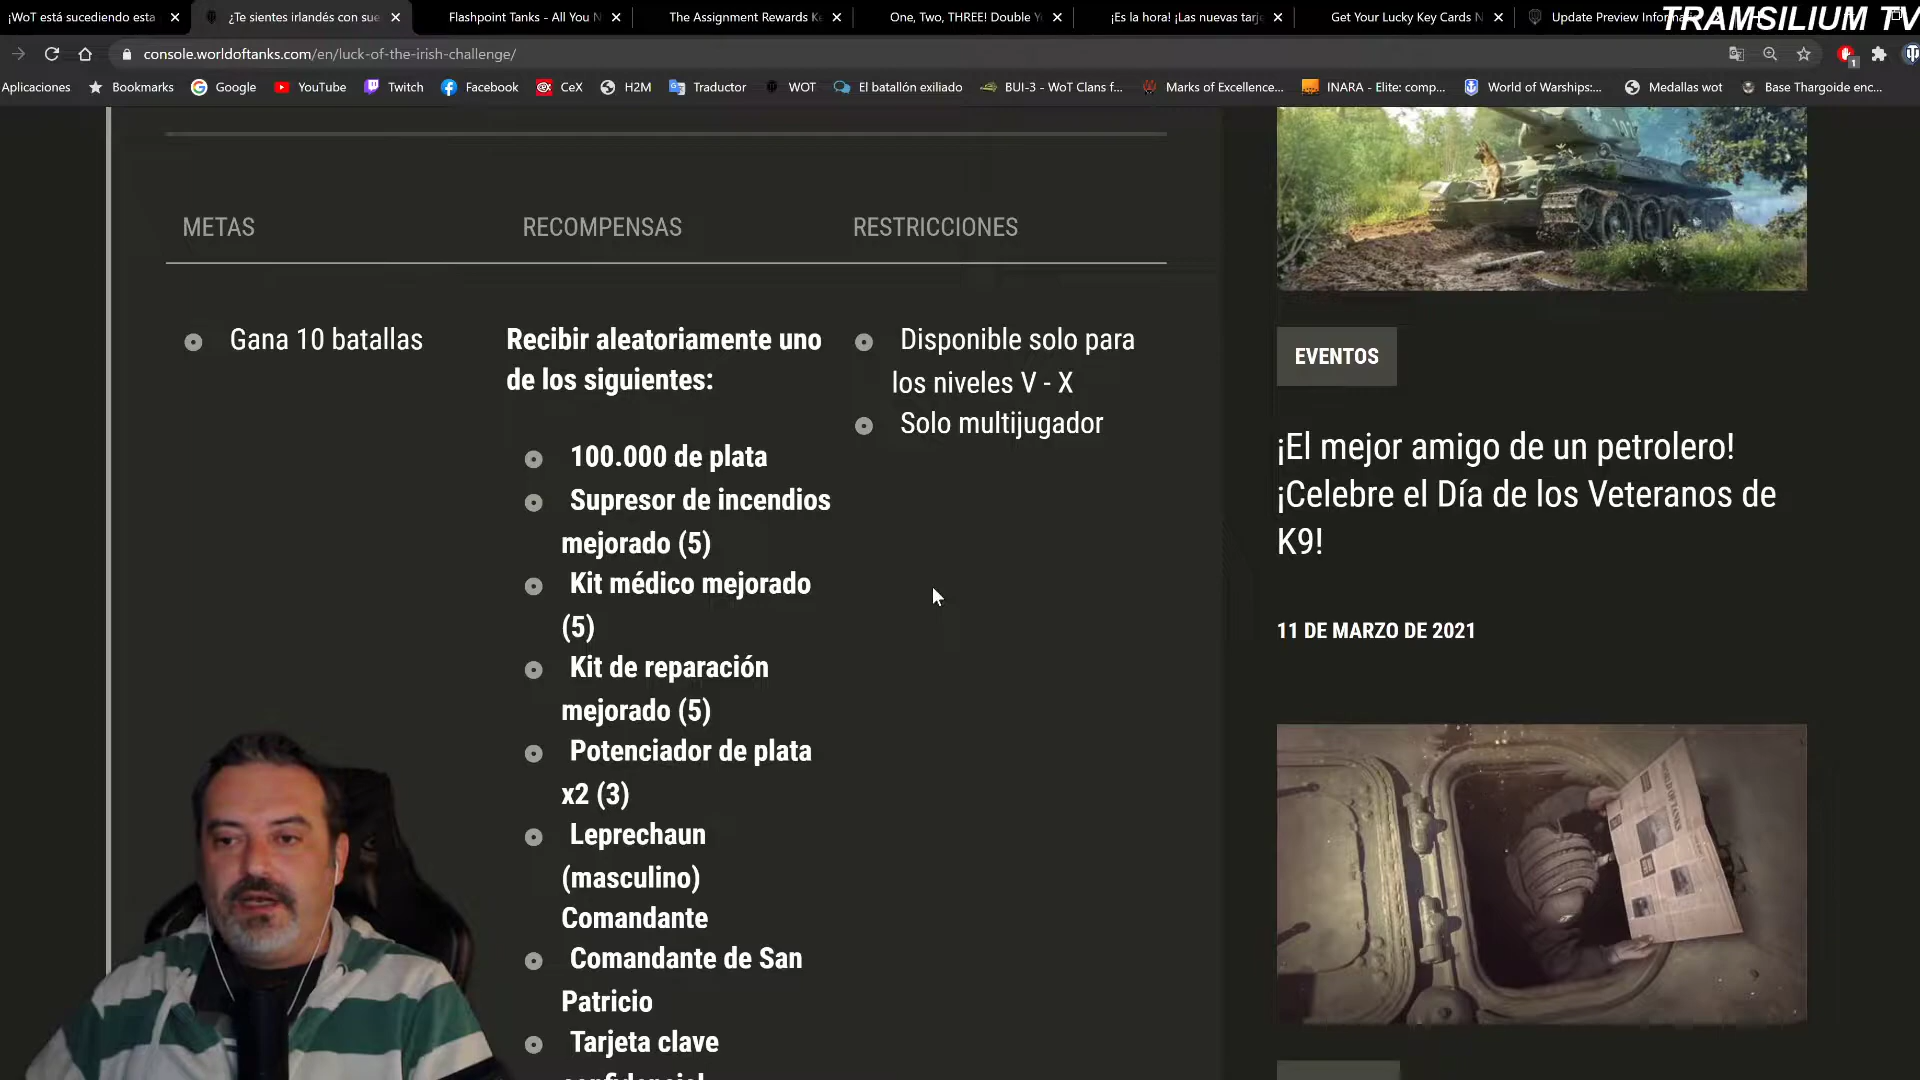 TRAMSILIUM TV
¡WoT está sucediendo esta
¿Te sientes irlandés con sue
Flashpoint Tanks - All You N
The Assignment Rewards K
One, Two, THREE! Double Y
¡Es la hora! ¡Las nuevas tarj
Get Your Lucky Key Cards N
Update Preview Inform
console.worldoftanks.com/en/luck-of-the-irish-challenge/
1
Aplicaciones
Bookmarks
Google
YouTube
Twitch
Facebook
CeX
H2M
Traductor
WOT
El batallón exiliado
BUI-3 - WoT Clans f...
Marks of Excellence...
INARA - Elite: comp...
World of Warships:...
Medallas wot
Base Thargoide enc...
METAS
RECOMPENSAS
RESTRICCIONES
Gana 10 batallas
Recibir aleatoriamente uno
de los siguientes:
100.000 de plata
Supresor de incendios
mejorado (5)
Kit médico mejorado
(5)
Kit de reparación
mejorado (5)
Potenciador de plata
x2 (3)
Leprechaun
(masculino)
Comandante
Comandante de San
Patricio
Tarjeta clave
confidencial
Disponible solo para
los niveles V - X
Solo multijugador
EVENTOS
¡El mejor amigo de un petrolero!
¡Celebre el Día de los Veteranos de
K9!
11 DE MARZO DE 2021
WORLD OF TANKS